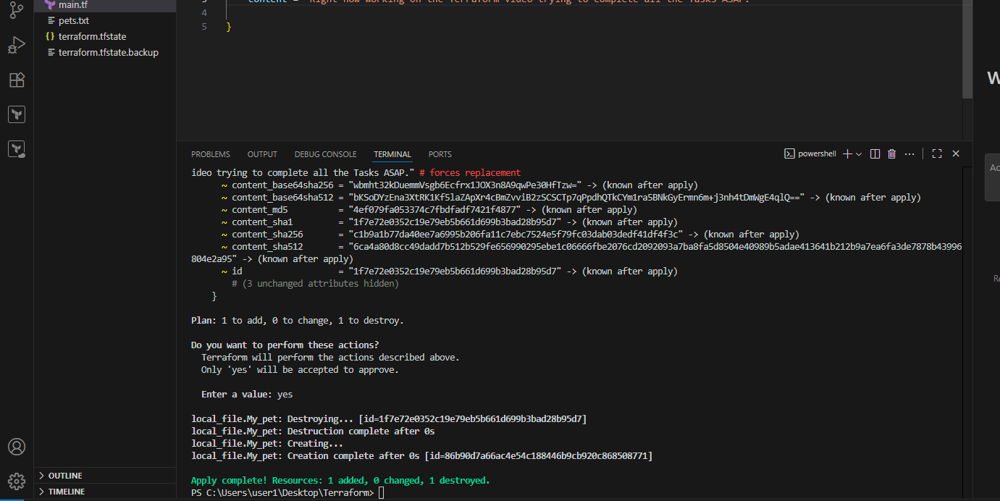 main.tf
pets.txt
terraform.tfstate
terraform.tfstate.backup
OUTLINE
TIMELINE
3 content = "Right now working on the Terraform video trying to complete all the Tasks ASAP."
4
5 }
PROBLEMS OUTPUT DEBUG CONSOLE TERMINAL PORTS
powershell
ideo trying to complete all the Tasks ASAP." # forces replacement
~ content_base64sha256 = "wbmht32kDuemmVsgb6Ecfrx1JOX3n8A9qwPe30HfTzw=" -> (known after apply)
~ content_base64sha512 = "bKSoDYzEna3XtRK1Kf5laZApXr4cBmZvviB2zSCSCTp7qPpdhQTkCYm1ra5BNkGyErmn6m+j3nh4tDmWgE4qlQ==" -> (known after apply)
~ content_md5 = "4ef079fa053374c7fbdfadf7421f4877" -> (known after apply)
~ content_sha1 = "1f7e72e0352c19e79eb5b661d699b3bad28b95d7" -> (known after apply)
~ content_sha256 = "c1b9a1b77da40ee7a6995b206fa11c7ebc7524e5f79fc03dab03dedf41df4f3c" -> (known after apply)
~ content_sha512 = "6ca4a80d8cc49dadd7b512b529fe656990295ebe1c06666fbe2076cd2092093a7ba8fa5d8504e40989b5adae413641b212b9a7ea6fa3de7878b43996
804e2a95" -> (known after apply)
~ id = "1f7e72e0352c19e79eb5b661d699b3bad28b95d7" -> (known after apply)
# (3 unchanged attributes hidden)
}
Plan: 1 to add, 0 to change, 1 to destroy.
Do you want to perform these actions?
Terraform will perform the actions described above.
Only 'yes' will be accepted to approve.
Enter a value: yes
local_file.My_pet: Destroying... [id=1f7e72e0352c19e79eb5b661d699b3bad28b95d7]
local_file.My_pet: Destruction complete after 0s
local_file.My_pet: Creating...
local_file.My_pet: Creation complete after 0s [id=86b90d7a66ac4e54c188446b9cb920c868508771]
Apply complete! Resources: 1 added, 0 changed, 1 destroyed.
PS C:\Users\user1\Desktop\Terraform>